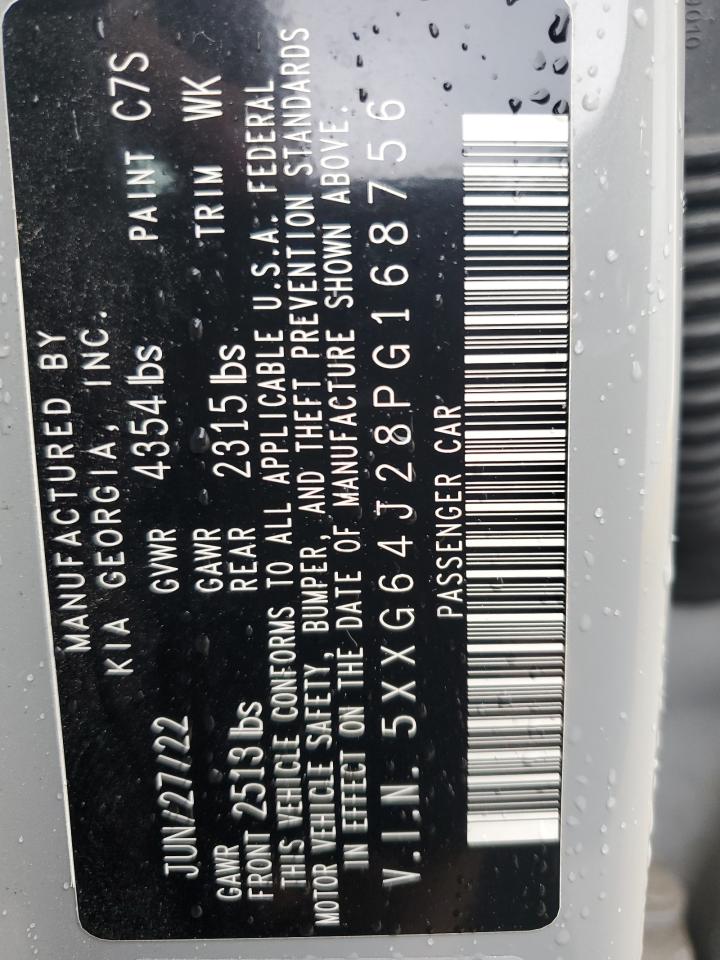 MANUFACTURED BY
KIA GEORGIA, INC.
JUN/27/22 GVWR 4354 lbs PAINT C7S
GAWR FRONT 2513 lbs GAWR REAR 2315 lbs TRIM WK
THIS VEHICLE CONFORMS TO ALL APPLICABLE U.S.A. FEDERAL
MOTOR VEHICLE SAFETY, BUMPER, AND THEFT PREVENTION STANDARDS
IN EFFECT ON THE DATE OF MANUFACTURE SHOWN ABOVE.
V.I.N. 5XXG64J28PG168756
PASSENGER CAR